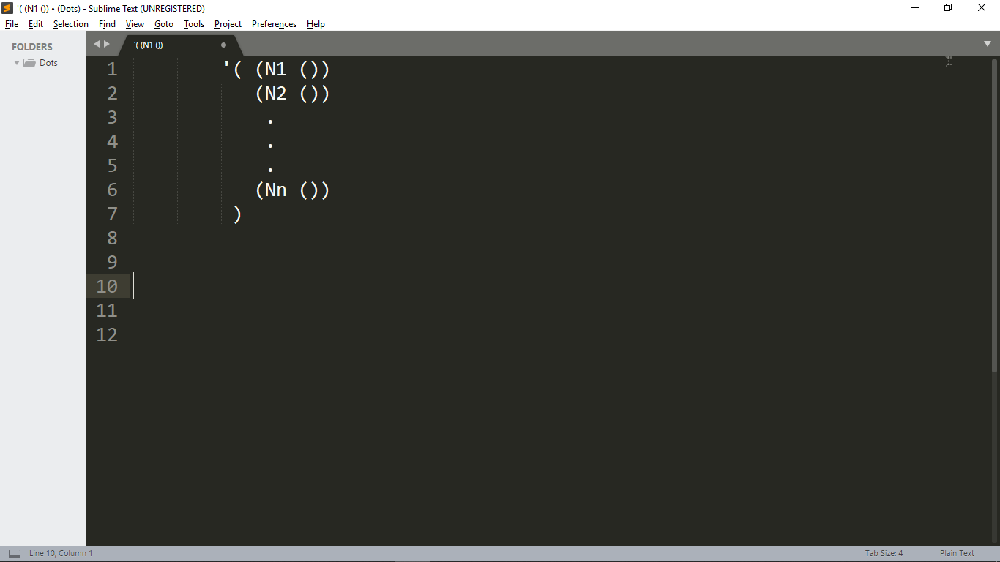 '( (N1 ()) • (Dots) - Sublime Text (UNREGISTERED)
File Edit Selection Find View Goto Tools Project Preferences Help
FOLDERS
Dots
'( (N1 ())
1 '( (N1 ())
2 (N2 ())
3 .
4 .
5 .
6 (Nn ())
7 )
8
9
10
11
12
Line 10, Column 1 Tab Size: 4 Plain Text